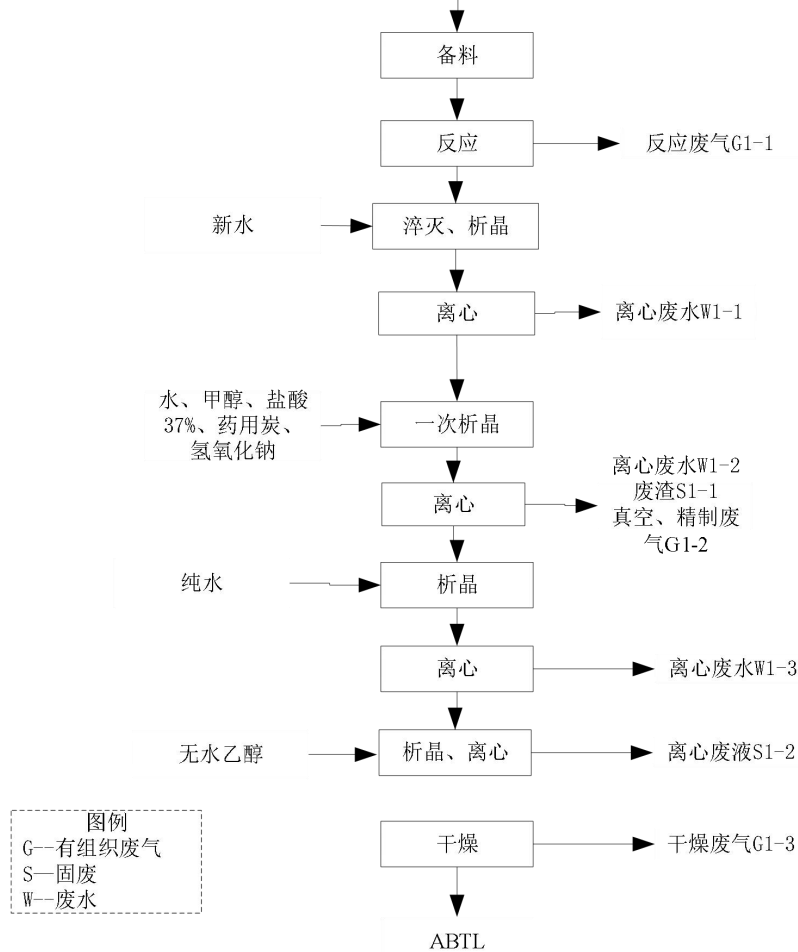 备料
反应
反应废气G1-1
新水
淬灭、析晶
离心
离心废水W1-1
水、甲醇、盐酸
37%、药用炭、
氢氧化钠
一次析晶
离心
离心废水W1-2
废渣S1-1
真空、精制废
气G1-2
纯水
析晶
离心
离心废水W1-3
无水乙醇
析晶、离心
离心废液S1-2
图例
G--有组织废气
S—固废
W--废水
干燥
干燥废气G1-3
ABTL